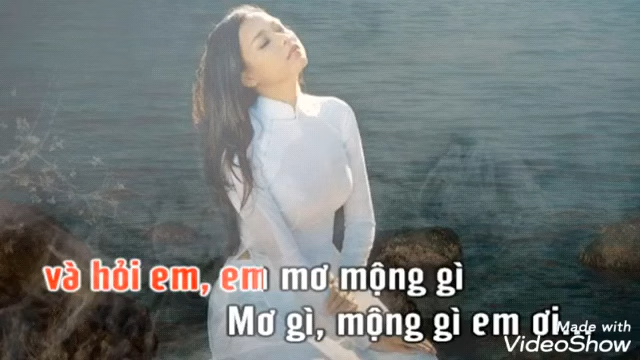 và hỏi em, em mơ mộng gì
Mơ gì, mộng gì em ơi
Made with
VideoShow